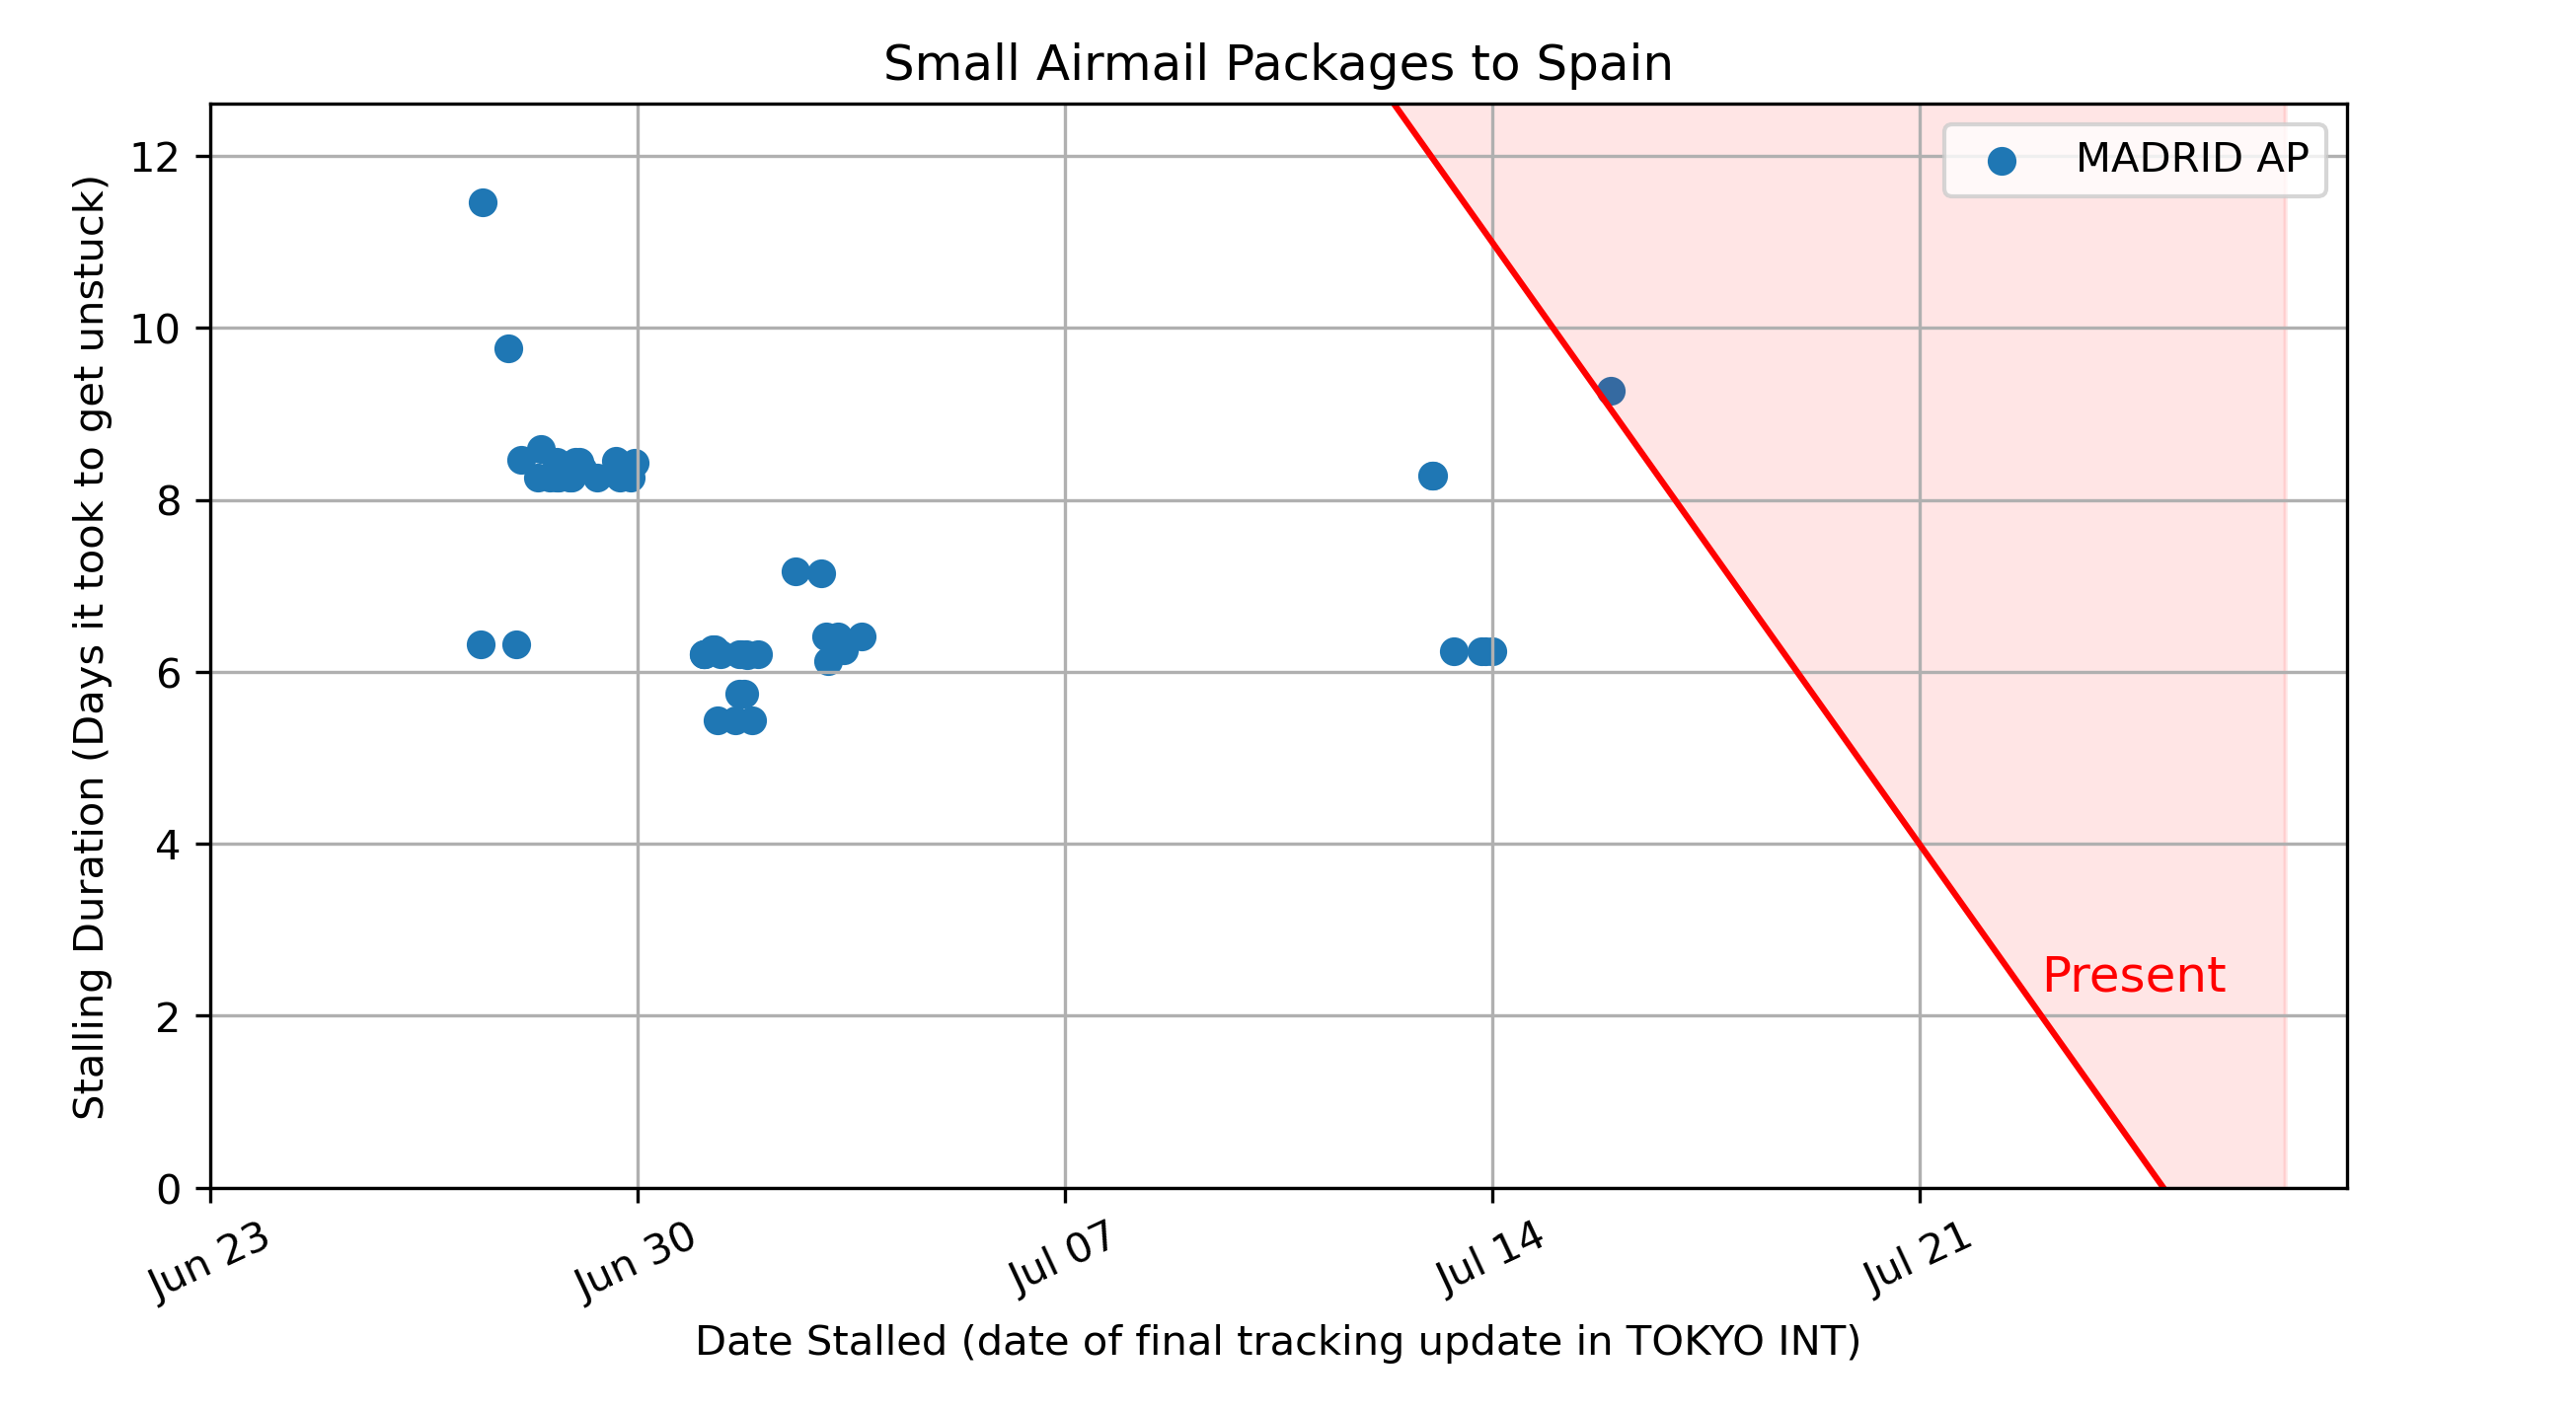 Small Airmail Packages to Spain
MADRID AP
Stalling Duration (Days it took to get unstuck)
12
10
8
6
4
2
0
Present
Jun 23
Jun 30
Jul 07
Jul 14
Jul 21
Date Stalled (date of final tracking update in TOKYO INT)